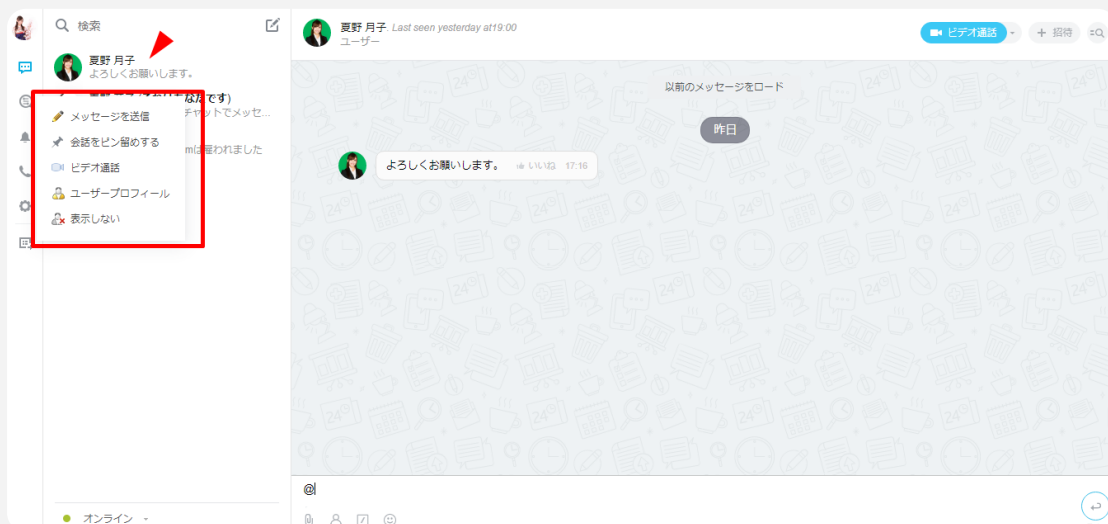 検索
夏野 月子
よろしくお願いします。
なたです)
チャットでメッセ...
mは雇われました
メッセージを送信
会話をピン留めする
ビデオ通話
ユーザープロフィール
表示しない
オンライン
夏野 月子. Last seen yesterday at19:00
ユーザー
ビデオ通話
+ 招待
以前のメッセージをロード
昨日
よろしくお願いします。 いいね 17:16
@